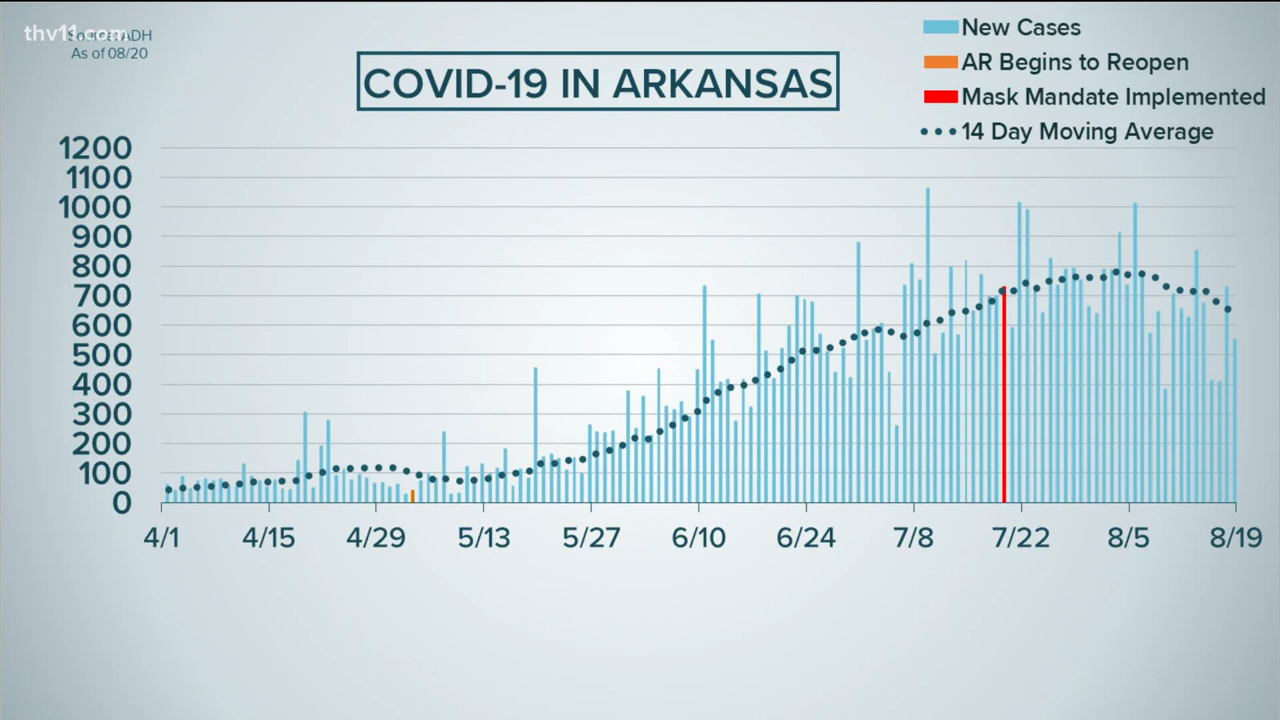 thv11.com
As of 08/20
COVID-19 IN ARKANSAS
New Cases
AR Begins to Reopen
Mask Mandate Implemented
14 Day Moving Average
1200
1100
1000
900
800
700
600
500
400
300
200
100
0
4/1 4/15 4/29 5/13 5/27 6/10 6/24 7/8 7/22 8/5 8/19